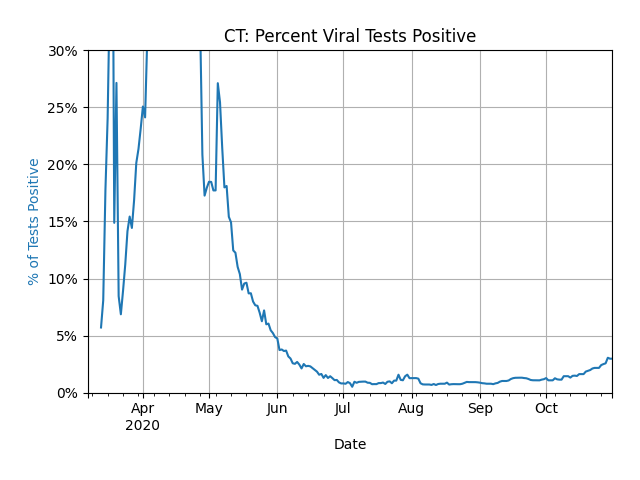 CT: Percent Viral Tests Positive
30%
25%
20%
15%
10%
5%
0%
% of Tests Positive
Apr
2020
May
Jun
Jul
Aug
Sep
Oct
Date